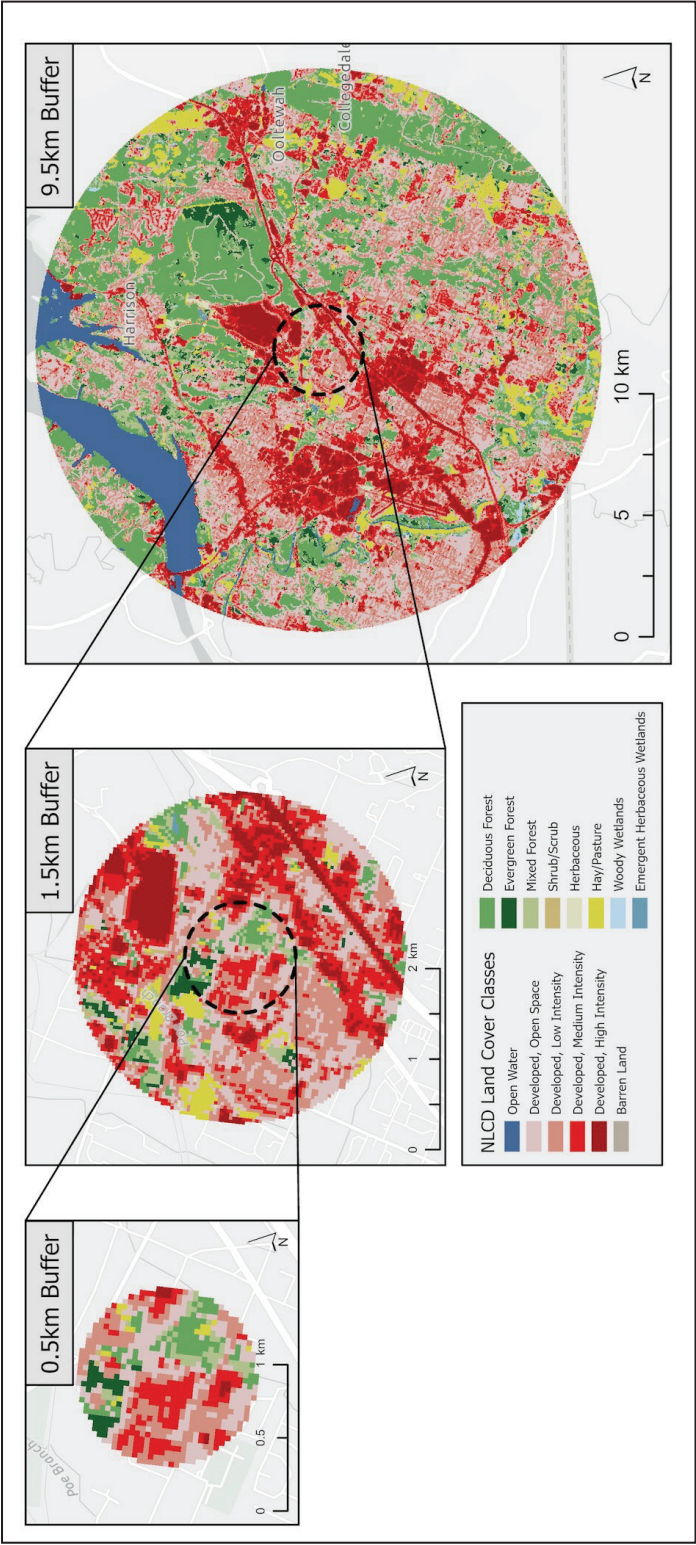 0.5km Buffer
Poe Branch
N
0 0.5 1 km
1.5km Buffer
N
0 1 2 km
9.5km Buffer
Harrison
Ooltewah
Collegedale
N
0 5 10 km
NLCD Land Cover Classes
Open Water
Developed, Open Space
Developed, Low Intensity
Developed, Medium Intensity
Developed, High Intensity
Barren Land
Deciduous Forest
Evergreen Forest
Mixed Forest
Shrub/Scrub
Herbaceous
Hay/Pasture
Woody Wetlands
Emergent Herbaceous Wetlands